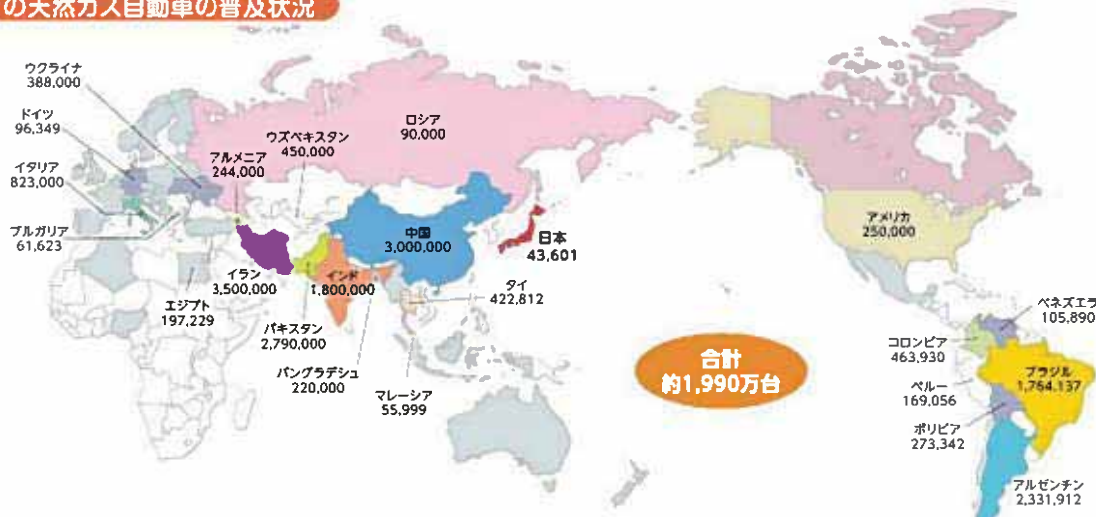 の天然ガス自動車の普及状況
ウクライナ
388,000
ドイツ
96,349
イタリア
823,000
ブルガリア
61,623
アルメニア
244,000
ウズベキスタン
450,000
ロシア
90,000
中国
3,000,000
日本
43,601
イラン
3,500,000
インド
1,800,000
エジプト
197,229
パキスタン
2,790,000
バングラデシュ
220,000
タイ
422,812
マレーシア
55,999
合計
約1,990万台
アメリカ
250,000
ベネズエラ
105,890
コロンビア
463,930
ブラジル
1,764,137
ペルー
169,056
ボリビア
273,342
アルゼンチン
2,331,912